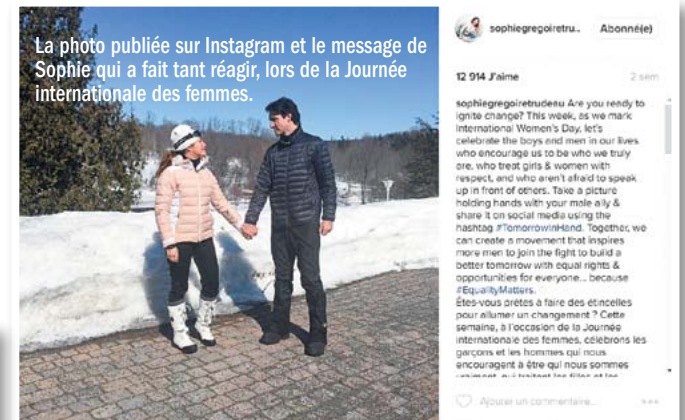 La photo publiée sur Instagram et le message de
Sophie qui a fait tant réagir, lors de la Journée
internationale des femmes.
sophiegregoiretru..
Abonné(e)
12 914 J'aime
2 sem
sophiegregoiretrudeau Are you ready to
ignite change? This week, as we mark
International Women's Day, let's
celebrate the boys and men in our lives
who encourage us to be who we truly
are, who treat girls & women with
respect, and who aren't afraid to speak
up in front of others. Take a picture
holding hands with your male ally &
share it on social media using the
hashtag #TomorrowInHand. Together, we
can create a movement that inspires
more men to join the fight to build a
better tomorrow with equal rights &
opportunities for everyone... because
#EqualityMatters.
Êtes-vous prêtes à faire des étincelles
pour allumer un changement ? Cette
semaine, à l'occasion de la Journée
internationale des femmes, célébrons les
garçons et les hommes qui nous
encouragent à être qui nous sommes
Ajouter un commentaire...